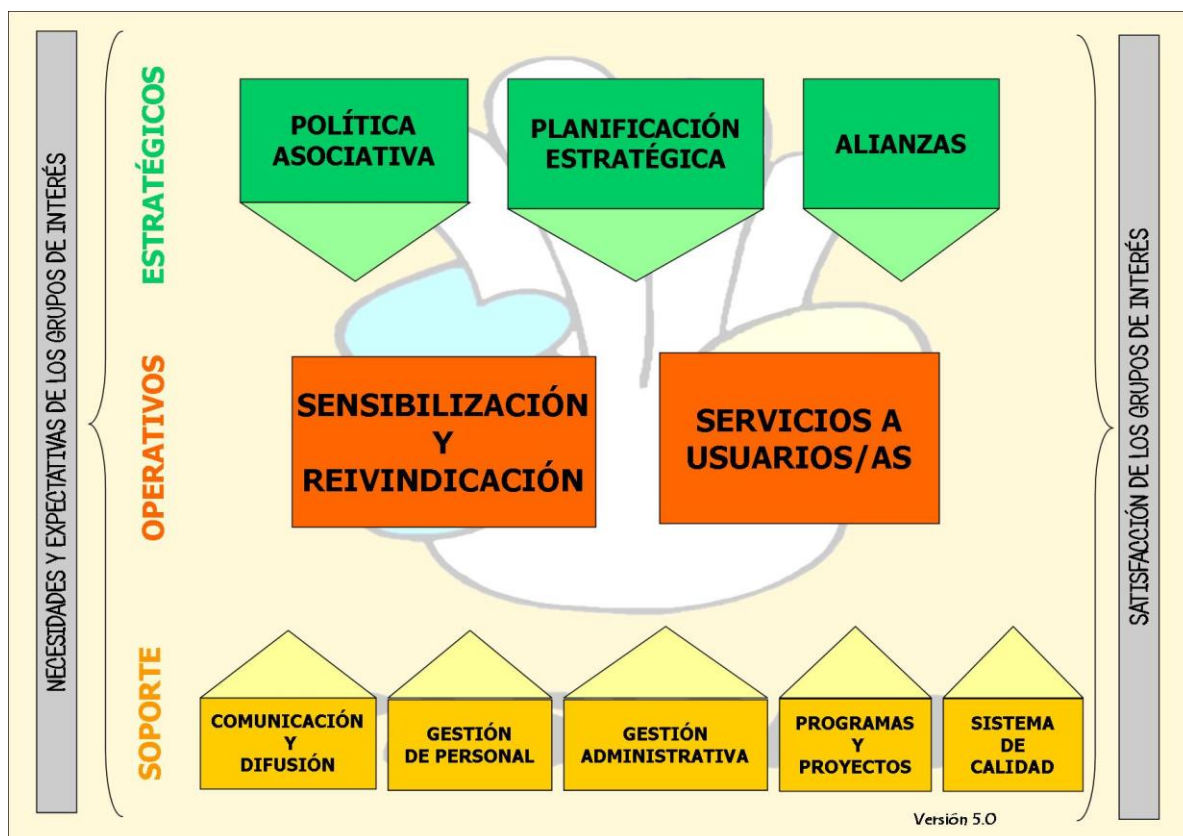 NECESIDADES Y EXPECTATIVAS DE LOS GRUPOS DE INTERÉS
ESTRATÉGICOS
POLÍTICA
ASOCIATIVA
PLANIFICACIÓN
ESTRATÉGICA
ALIANZAS
OPERATIVOS
SENSIBILIZACIÓN
Y
REIVINDICACIÓN
SERVICIOS A
USUARIOS/AS
SOPORTE
COMUNICACIÓN
Y
DIFUSIÓN
GESTIÓN
DE PERSONAL
GESTIÓN
ADMINISTRATIVA
PROGRAMAS
Y
PROYECTOS
SISTEMA
DE
CALIDAD
Versión 5.0
SATISFACCIÓN DE LOS GRUPOS DE INTERÉS